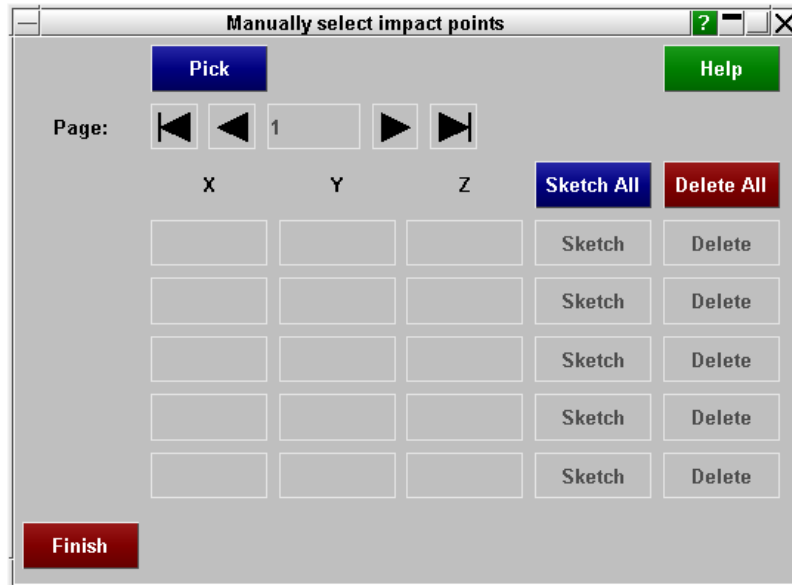 Manually select impact points ?
Pick Help
Page: 1
X Y Z Sketch All Delete All
Sketch Delete
Sketch Delete
Sketch Delete
Sketch Delete
Sketch Delete
Finish